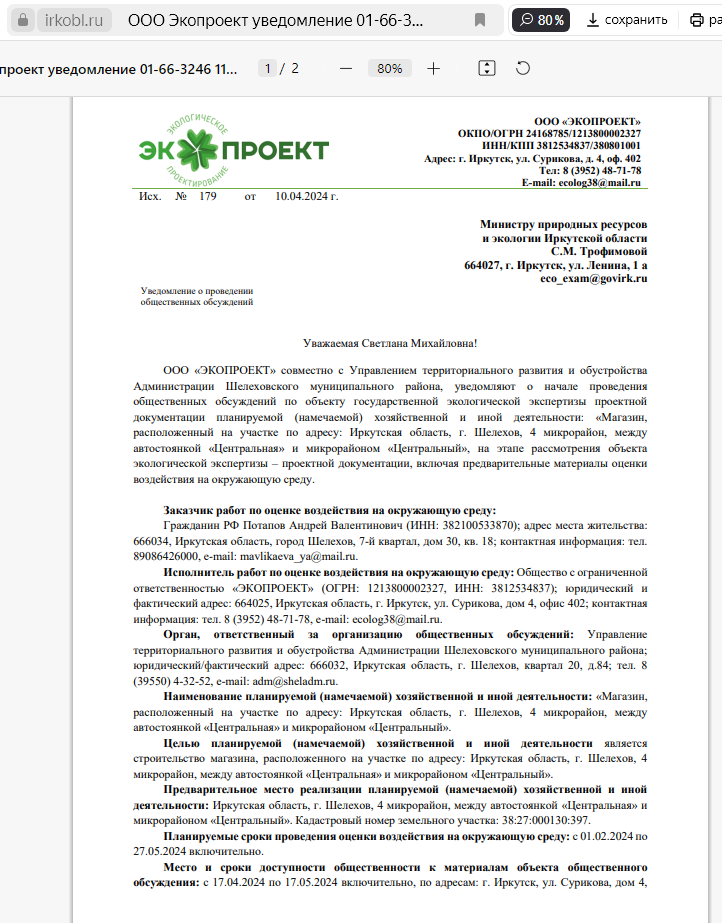 irkobl.ru ООО Экопроект уведомление 01-66-3... 80% сохранить ра
проект уведомление 01-66-3246 11... 1 / 2 80%
ЭКОЛОГИЧЕСКОЕ
ЭК ПРОЕКТ
ПРОЕКТИРОВАНИЕ
ООО «ЭКОПРОЕКТ»
ОКПО/ОГРН 24168785/1213800002327
ИНН/КПП 3812534837/380801001
Адрес: г. Иркутск, ул. Сурикова, д. 4, оф. 402
Тел: 8 (3952) 48-71-78
E-mail: ecolog38@mail.ru
Исх. № 179 от 10.04.2024 г.
Министру природных ресурсов
и экологии Иркутской области
С.М. Трофимовой
664027, г. Иркутск, ул. Ленина, 1 а
eco_exam@govirk.ru
Уведомление о проведении
общественных обсуждений
Уважаемая Светлана Михайловна!
ООО «ЭКОПРОЕКТ» совместно с Управлением территориального развития и обустройства
Администрации Шелеховского муниципального района, уведомляют о начале проведения
общественных обсуждений по объекту государственной экологической экспертизы проектной
документации планируемой (намечаемой) хозяйственной и иной деятельности: «Магазин,
расположенный на участке по адресу: Иркутская область, г. Шелехов, 4 микрорайон, между
автостоянкой «Центральная» и микрорайоном «Центральный», на этапе рассмотрения объекта
экологической экспертизы – проектной документации, включая предварительные материалы оценки
воздействия на окружающую среду.
Заказчик работ по оценке воздействия на окружающую среду:
Гражданин РФ Потапов Андрей Валентинович (ИНН: 382100533870); адрес места жительства:
666034, Иркутская область, город Шелехов, 7-й квартал, дом 30, кв. 18; контактная информация: тел.
89086426000, e-mail: mavlikaeva_ya@mail.ru.
Исполнитель работ по оценке воздействия на окружающую среду: Общество с ограниченной
ответственностью «ЭКОПРОЕКТ» (ОГРН: 1213800002327, ИНН: 3812534837); юридический и
фактический адрес: 664025, Иркутская область, г. Иркутск, ул. Сурикова, дом 4, офис 402; контактная
информация: тел. 8 (3952) 48-71-78, e-mail: ecolog38@mail.ru.
Орган, ответственный за организацию общественных обсуждений: Управление
территориального развития и обустройства Администрации Шелеховского муниципального района;
юридический/фактический адрес: 666032, Иркутская область, г. Шелехов, квартал 20, д.84; тел. 8
(39550) 4-32-52, e-mail: adm@sheladm.ru.
Наименование планируемой (намечаемой) хозяйственной и иной деятельности: «Магазин,
расположенный на участке по адресу: Иркутская область, г. Шелехов, 4 микрорайон, между
автостоянкой «Центральная» и микрорайоном «Центральный».
Целью планируемой (намечаемой) хозяйственной и иной деятельности является
строительство магазина, расположенного на участке по адресу: Иркутская область, г. Шелехов, 4
микрорайон, между автостоянкой «Центральная» и микрорайоном «Центральный».
Предварительное место реализации планируемой (намечаемой) хозяйственной и иной
деятельности: Иркутская область, г. Шелехов, 4 микрорайон, между автостоянкой «Центральная» и
микрорайоном «Центральный». Кадастровый номер земельного участка: 38:27:000130:397.
Планируемые сроки проведения оценки воздействия на окружающую среду: с 01.02.2024 по
27.05.2024 включительно.
Место и сроки доступности общественности к материалам объекта общественного
обсуждения: с 17.04.2024 по 17.05.2024 включительно, по адресам: г. Иркутск, ул. Сурикова, дом 4,